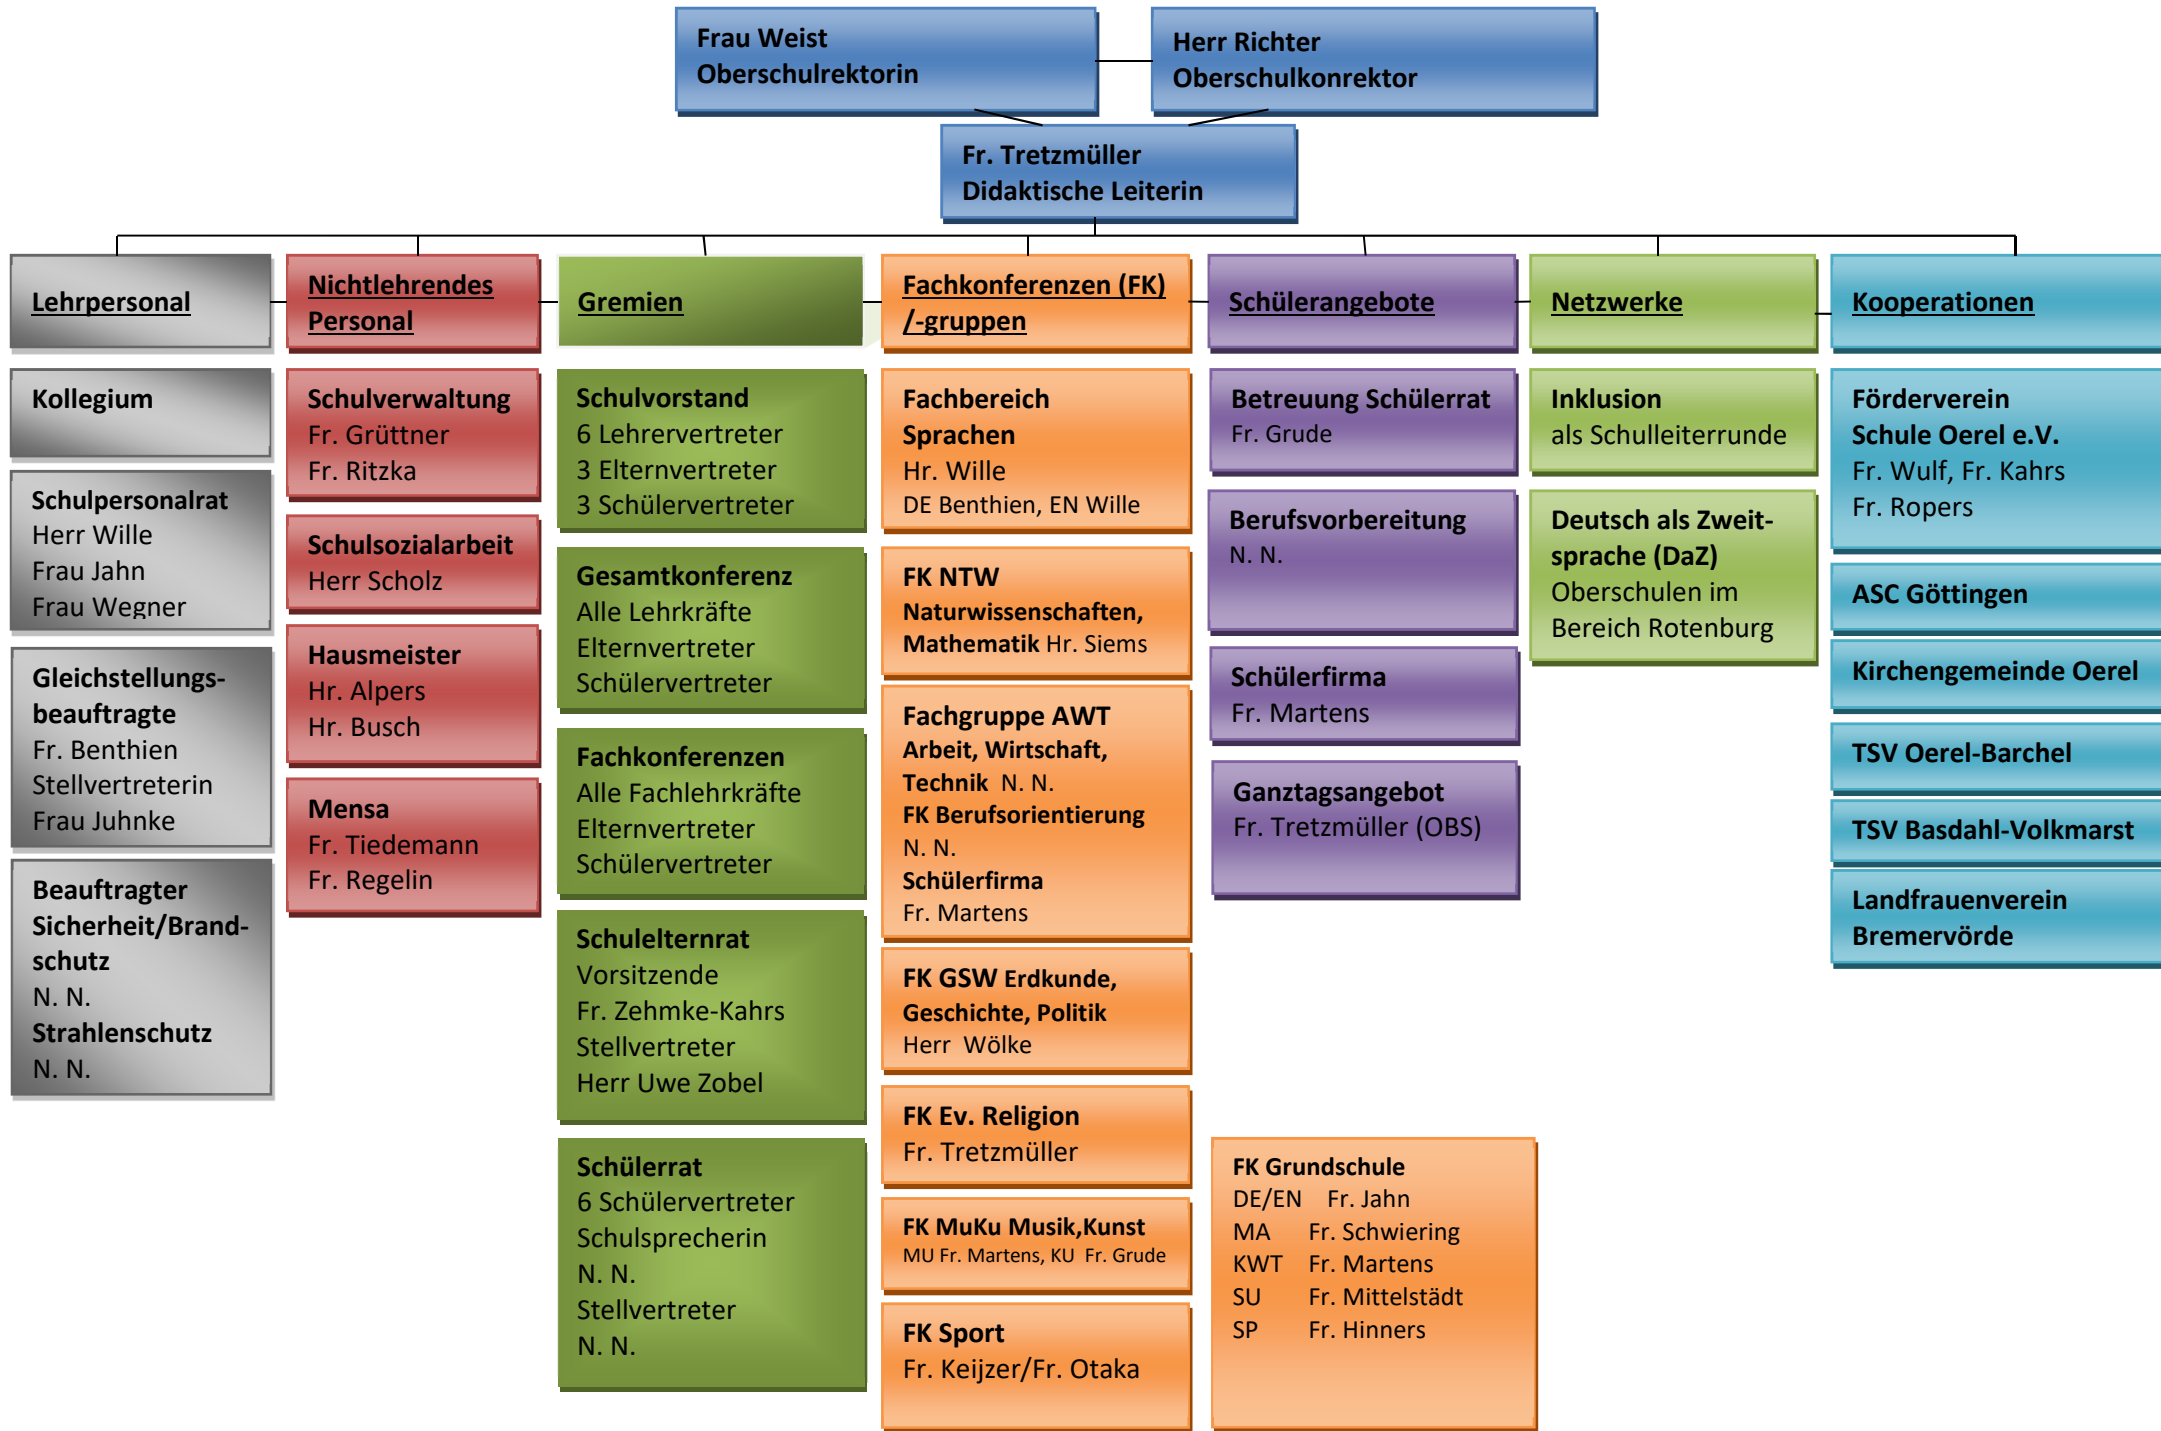 Frau Weist
Oberschulrektorin
Herr Richter
Oberschulkonrektor
Fr. Tretzmüller
Didaktische Leiterin
Lehrpersonal
Kollegium
Schulpersonalrat
Herr Wille
Frau Jahn
Frau Wegner
Gleichstellungs-
beauftragte
Fr. Benthien
Stellvertreterin
Frau Juhnke
Beauftragter
Sicherheit/Brand-
schutz
N. N.
Strahlenschutz
N. N.
Nichtlehrendes
Personal
Schulverwaltung
Fr. Grüttner
Fr. Ritzka
Schulsozialarbeit
Herr Scholz
Hausmeister
Hr. Alpers
Hr. Busch
Mensa
Fr. Tiedemann
Fr. Regelin
Gremien
Schulvorstand
6 Lehrervertreter
3 Elternvertreter
3 Schülervertreter
Gesamtkonferenz
Alle Lehrkräfte
Elternvertreter
Schülervertreter
Fachkonferenzen
Alle Fachlehrkräfte
Elternvertreter
Schülervertreter
Schulelternrat
Vorsitzende
Fr. Zehmke-Kahrs
Stellvertreter
Herr Uwe Zobel
Schülerrat
6 Schülervertreter
Schulsprecherin
N. N.
Stellvertreter
N. N.
Fachkonferenzen (FK)
/-gruppen
Fachbereich
Sprachen
Hr. Wille
DE Benthien, EN Wille
FK NTW
Naturwissenschaften,
Mathematik Hr. Siems
Fachgruppe AWT
Arbeit, Wirtschaft,
Technik N. N.
FK Berufsorientierung
N. N.
Schülerfirma
Fr. Martens
FK GSW Erdkunde,
Geschichte, Politik
Herr Wölke
FK Ev. Religion
Fr. Tretzmüller
FK MuKu Musik,Kunst
MU Fr. Martens, KU Fr. Grude
FK Sport
Fr. Keijzer/Fr. Otaka
Schülerangebote
Betreuung Schülerrat
Fr. Grude
Berufsvorbereitung
N. N.
Schülerfirma
Fr. Martens
Ganztagsangebot
Fr. Tretzmüller (OBS)
FK Grundschule
DE/EN Fr. Jahn
MA Fr. Schwiering
KWT Fr. Martens
SU Fr. Mittelstädt
SP Fr. Hinners
Netzwerke
Inklusion
als Schulleiterrunde
Deutsch als Zweit-
sprache (DaZ)
Oberschulen im
Bereich Rotenburg
Kooperationen
Förderverein
Schule Oerel e.V.
Fr. Wulf, Fr. Kahrs
Fr. Ropers
ASC Göttingen
Kirchengemeinde Oerel
TSV Oerel-Barchel
TSV Basdahl-Volkmarst
Landfrauenverein
Bremervörde